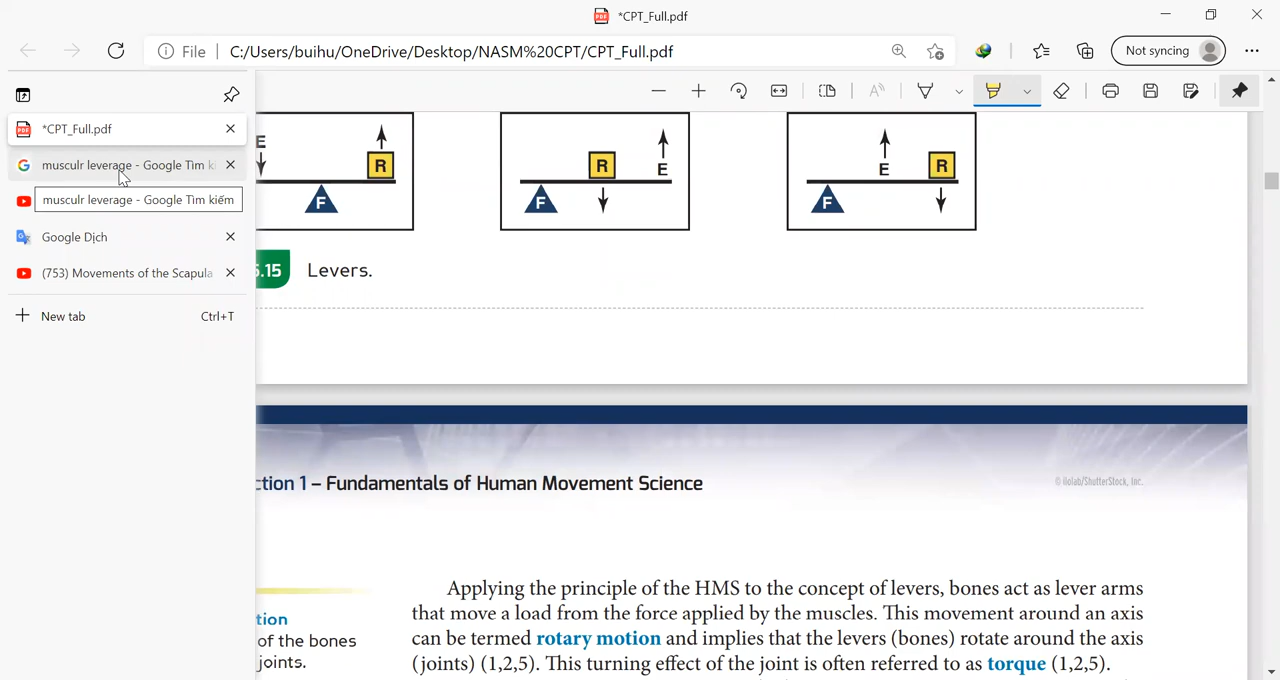 *CPT_Full.pdf
File
C:/Users/buihu/OneDrive/Desktop/NASM%20CPT/CPT_Full.pdf
Not syncing
*CPT_Full.pdf
musculr leverage - Google Tìm ki
musculr leverage - Google Tìm kiếm
Google Dịch
(753) Movements of the Scapula
New tab Ctrl+T
E R F
R E F
E R F
5.15 Levers.
ction 1 – Fundamentals of Human Movement Science
© ilolab/ShutterStock, Inc.
tion
of the bones
joints.
Applying the principle of the HMS to the concept of levers, bones act as lever arms
that move a load from the force applied by the muscles. This movement around an axis
can be termed rotary motion and implies that the levers (bones) rotate around the axis
(joints) (1,2,5). This turning effect of the joint is often referred to as torque (1,2,5).